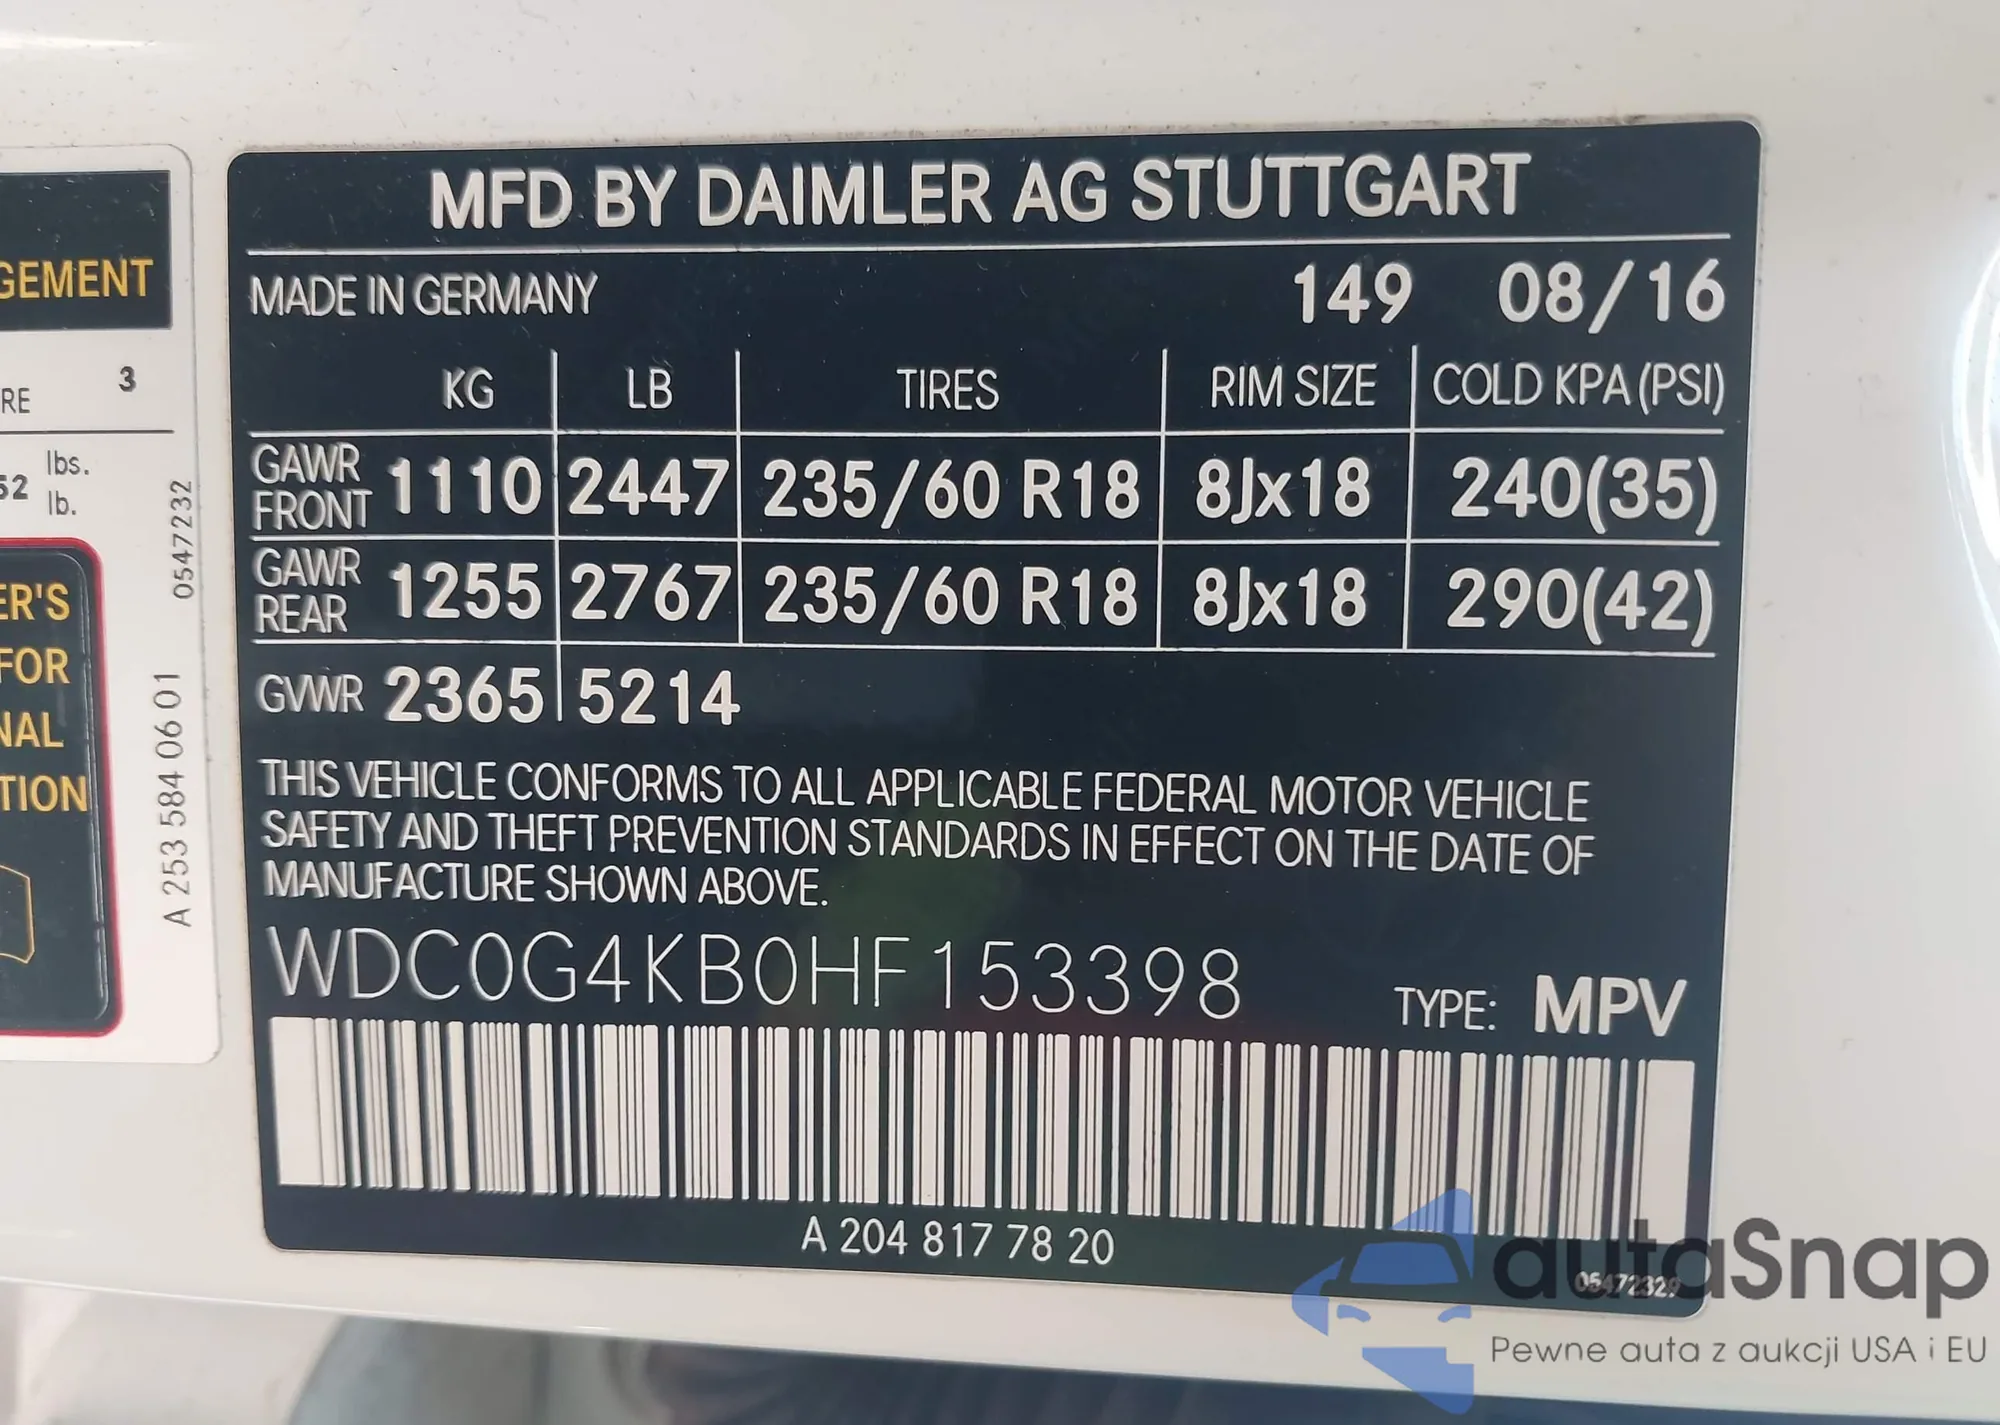 GEMENT
RE 3
52 lbs.
lb.
ER'S
FOR
NAL
TION
A 253 584 06 01 0547232
MFD BY DAIMLER AG STUTTGART
MADE IN GERMANY 149 08/16
KG LB TIRES RIM SIZE COLD KPA (PSI)
GAWR FRONT 1110 2447 235/60 R18 8Jx18 240(35)
GAWR REAR 1255 2767 235/60 R18 8Jx18 290(42)
GVWR 2365 5214
THIS VEHICLE CONFORMS TO ALL APPLICABLE FEDERAL MOTOR VEHICLE
SAFETY AND THEFT PREVENTION STANDARDS IN EFFECT ON THE DATE OF
MANUFACTURE SHOWN ABOVE.
WDC0G4KB0HF153398 TYPE: MPV
A 204 817 78 20
05472329
autaSnap
Pewne auta z aukcji USA i EU